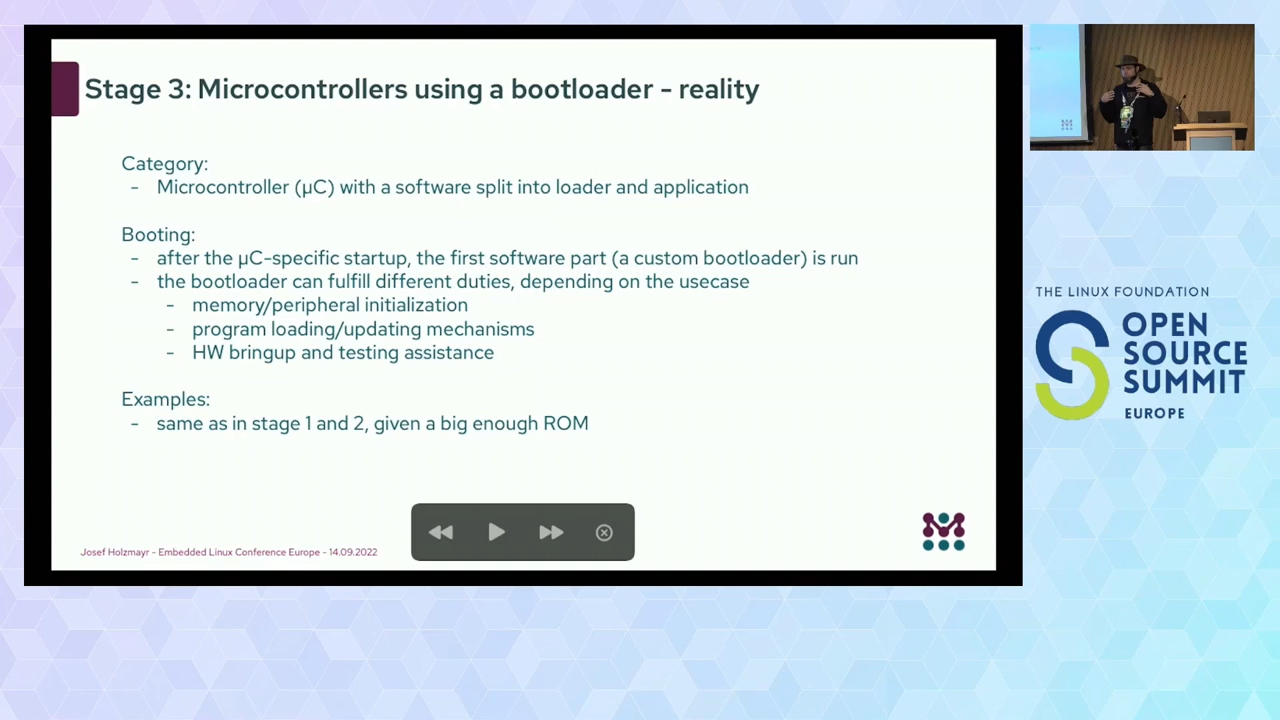 Stage 3: Microcontrollers using a bootloader - reality
Category:
- Microcontroller (µC) with a software split into loader and application
Booting:
- after the µC-specific startup, the first software part (a custom bootloader) is run
- the bootloader can fulfill different duties, depending on the usecase
- memory/peripheral initialization
- program loading/updating mechanisms
- HW bringup and testing assistance
Examples:
- same as in stage 1 and 2, given a big enough ROM
Josef Holzmayr - Embedded Linux Conference Europe - 14.09.2022
THE LINUX FOUNDATION
OPEN
SOURCE
SUMMIT
EUROPE